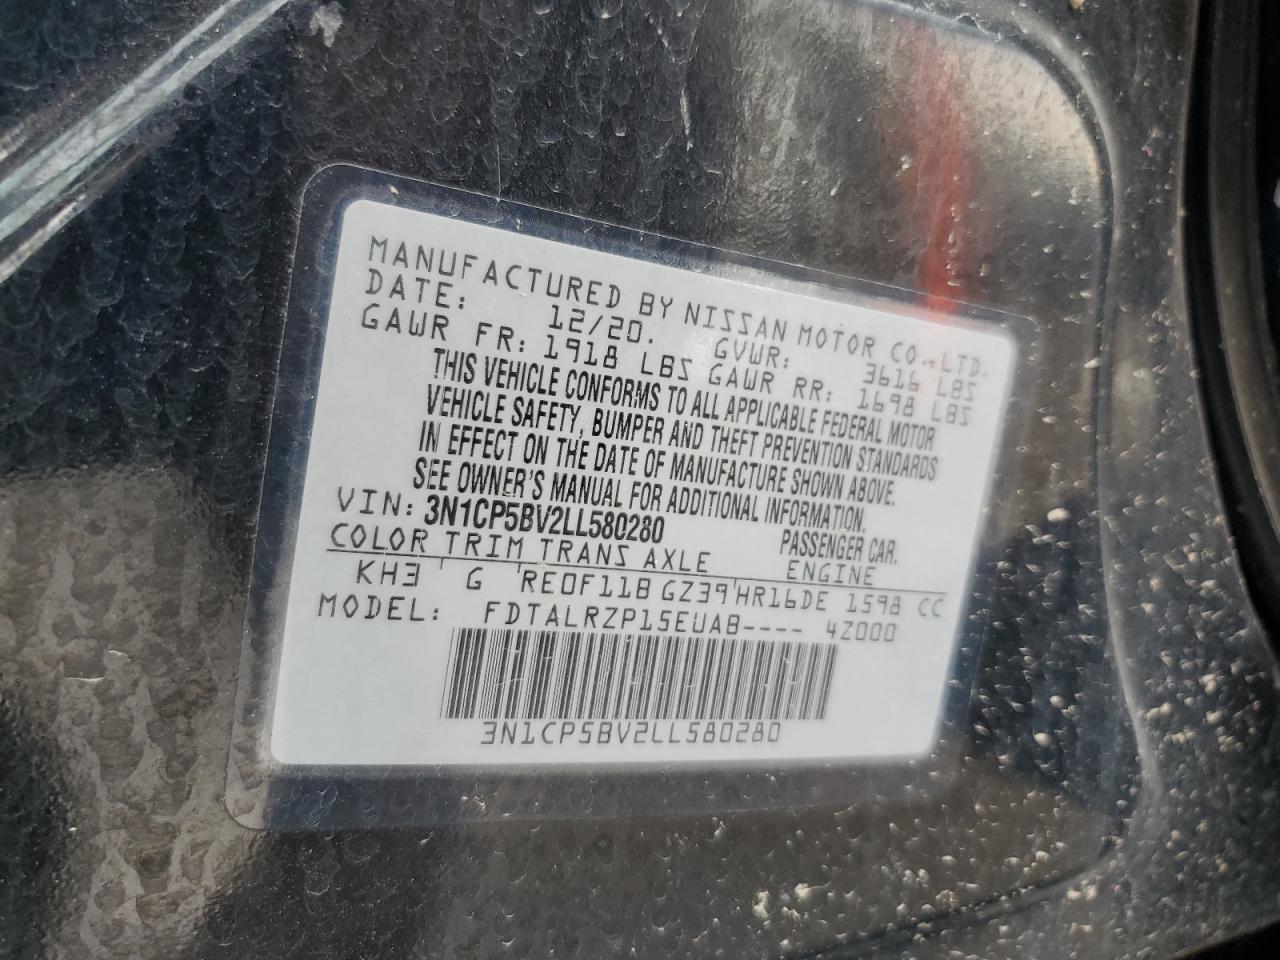 MANUFACTURED BY NISSAN MOTOR CO., LTD.
DATE: 12/20. GVWR: 3616 LBS
GAWR FR: 1918 LBS GAWR RR: 1698 LBS
THIS VEHICLE CONFORMS TO ALL APPLICABLE FEDERAL MOTOR
VEHICLE SAFETY, BUMPER AND THEFT PREVENTION STANDARDS
IN EFFECT ON THE DATE OF MANUFACTURE SHOWN ABOVE.
SEE OWNER'S MANUAL FOR ADDITIONAL INFORMATION.
VIN: 3N1CP5BV2LL580280 PASSENGER CAR.
COLOR TRIM TRANS AXLE ENGINE
KH3 G RE0F11B GZ39 HR16DE 1598 CC
MODEL: FDTALRZP15EUAB---- 4Z000
3N1CP5BV2LL580280